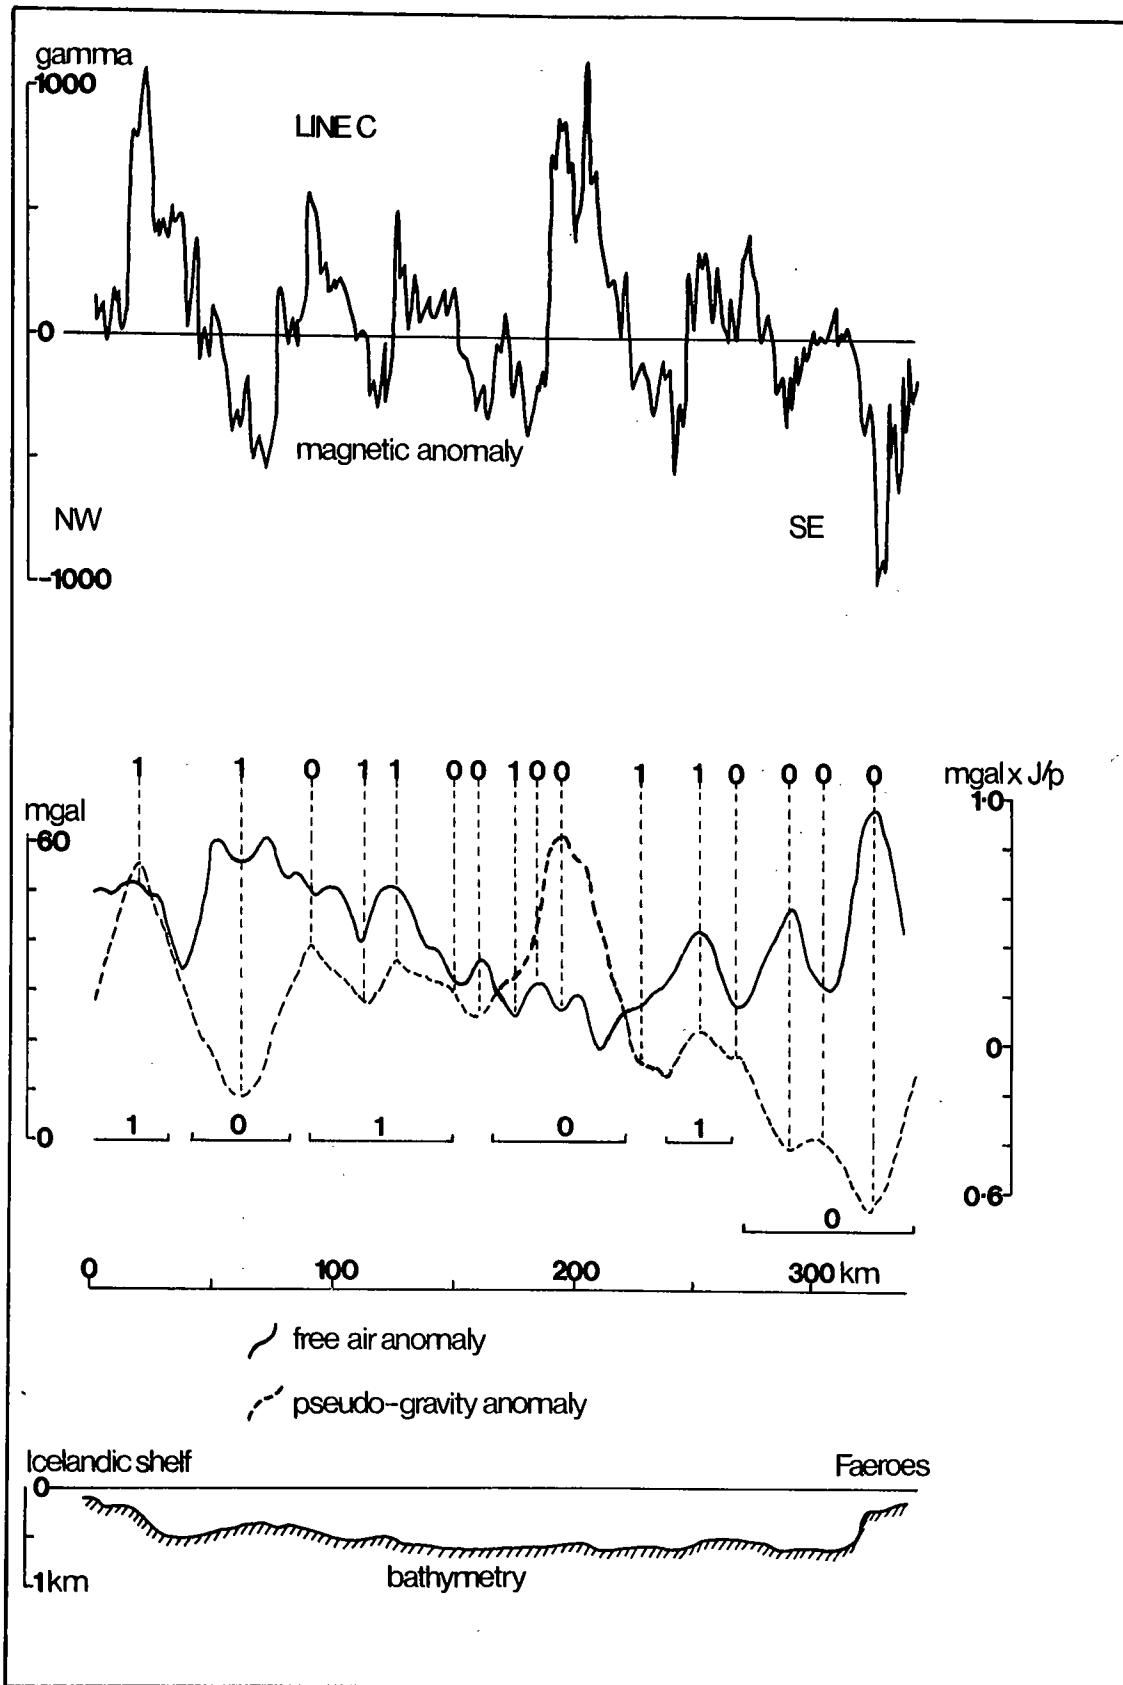 gamma
1000
LINE C
0
magnetic anomaly
NW
SE
-1000
1 1 0 1 1 0 0 1 0 0 1 1 0 0 0 0
mgal
mgal x J/p
60
1·0
0
1 0 1 0 1
0
0·6
0
0 100 200 300 km
free air anomaly
pseudo-gravity anomaly
Icelandic shelf
Faeroes
0
1km
bathymetry